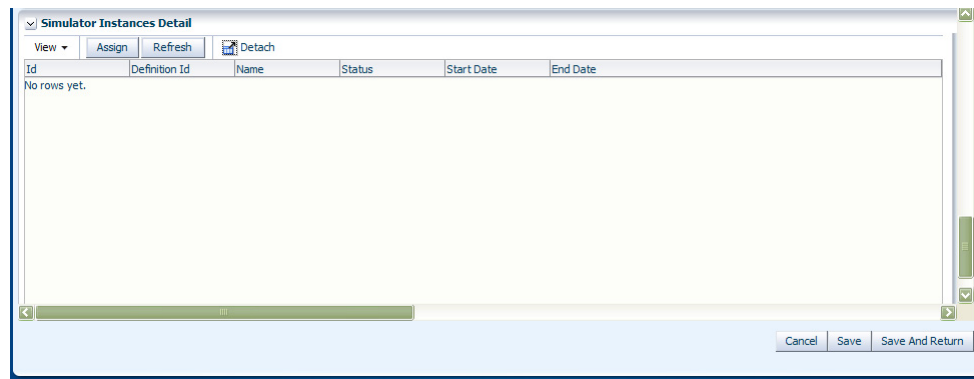 Simulator Instances Detail
View Assign Refresh Detach
Id Definition Id Name Status Start Date End Date
No rows yet.
Cancel Save Save And Return